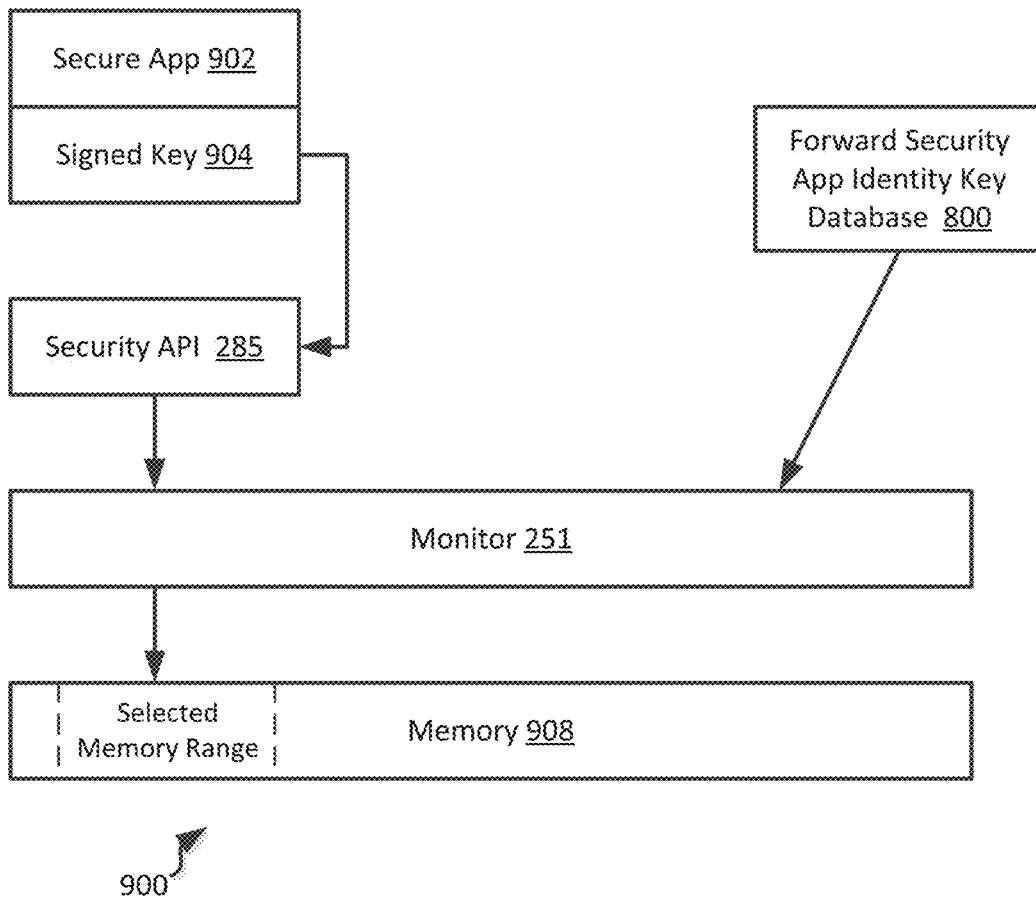 Secure App 902
Signed Key 904
Forward Security
App Identity Key
Database 800
Security API 285
Monitor 251
Selected
Memory Range
Memory 908
900